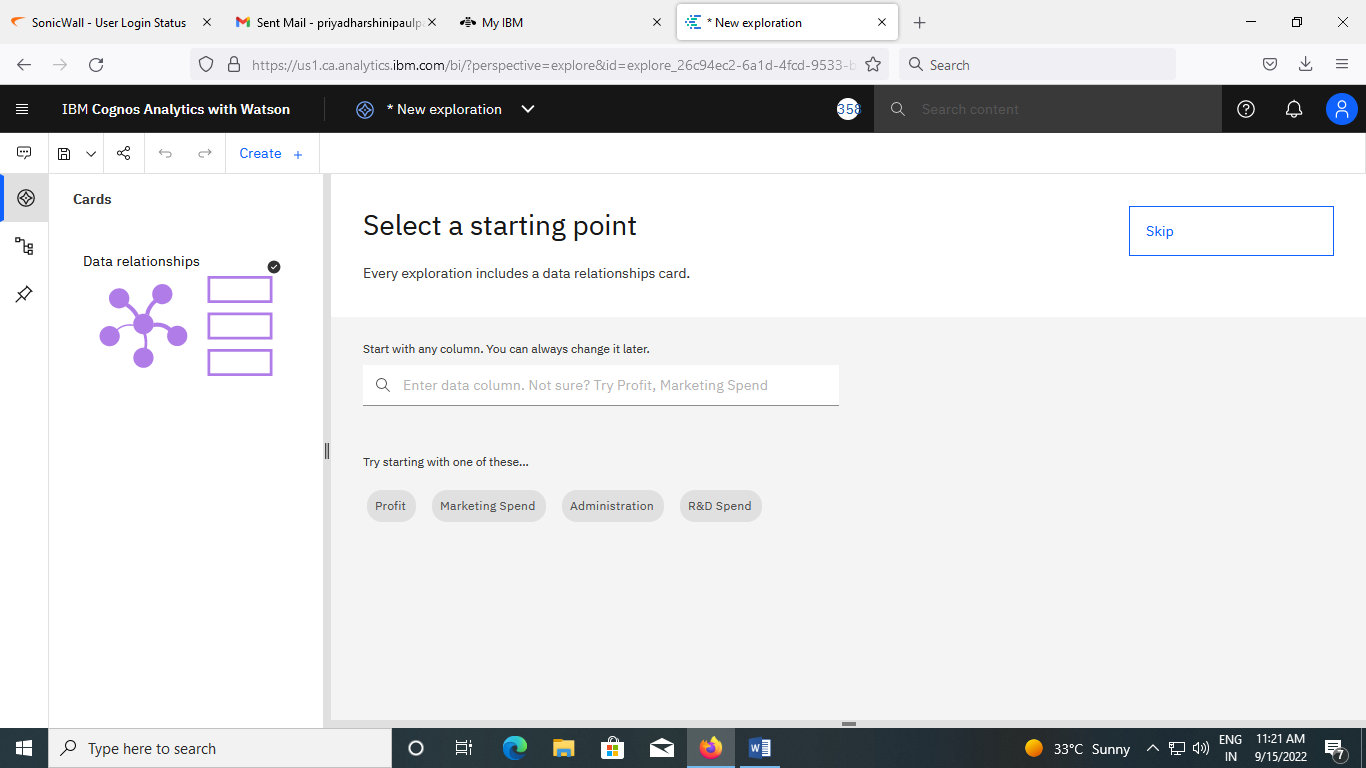 SonicWall - User Login Status
Sent Mail - priyadharshinipaulp
My IBM
* New exploration
https://us1.ca.analytics.ibm.com/bi/?perspective=explore&id=explore_26c94ec2-6a1d-4fcd-9533-b
Search
IBM Cognos Analytics with Watson
* New exploration
358
Search content
Create +
Cards
Select a starting point
Skip
Data relationships
Every exploration includes a data relationships card.
Start with any column. You can always change it later.
Enter data column. Not sure? Try Profit, Marketing Spend
Try starting with one of these...
Profit
Marketing Spend
Administration
R&D Spend
Type here to search
33°C Sunny
ENG
IN
11:21 AM
9/15/2022
7